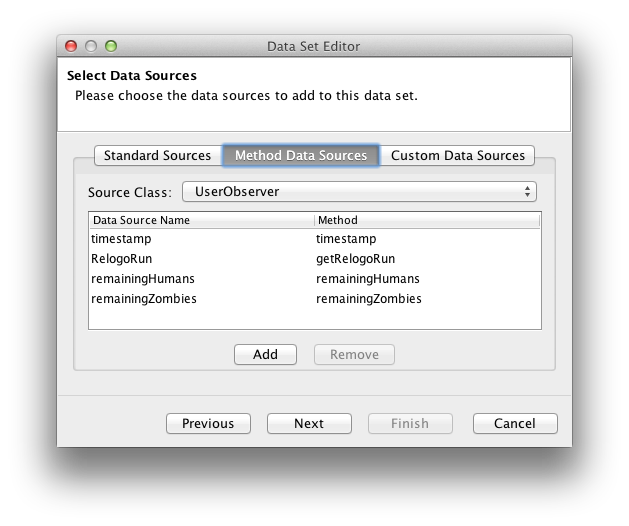 Data Set Editor
Select Data Sources
Please choose the data sources to add to this data set.
Standard Sources Method Data Sources Custom Data Sources
Source Class: UserObserver
Data Source Name Method
timestamp timestamp
RelogoRun getRelogoRun
remainingHumans remainingHumans
remainingZombies remainingZombies
Add Remove
Previous Next Finish Cancel